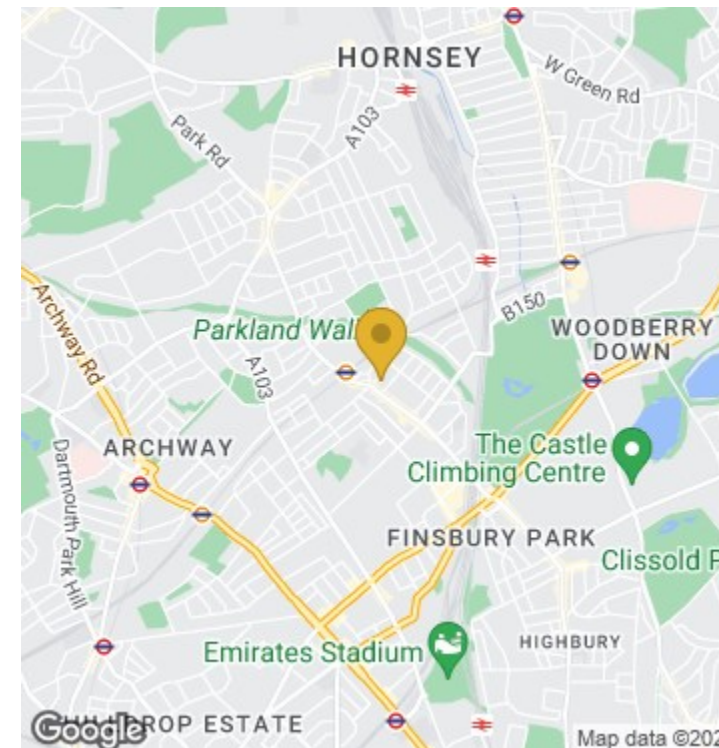 HORNSEY
W Green Rd
Park Rd
A103
B150
Parkland Wal
WOODBERRY
DOWN
Archway Rd
A103
ARCHWAY
The Castle
Climbing Centre
Dartmouth Park Hill
FINSBURY PARK
Clissold P
Emirates Stadium
HIGHBURY
Google
DROP ESTATE
Map data ©202